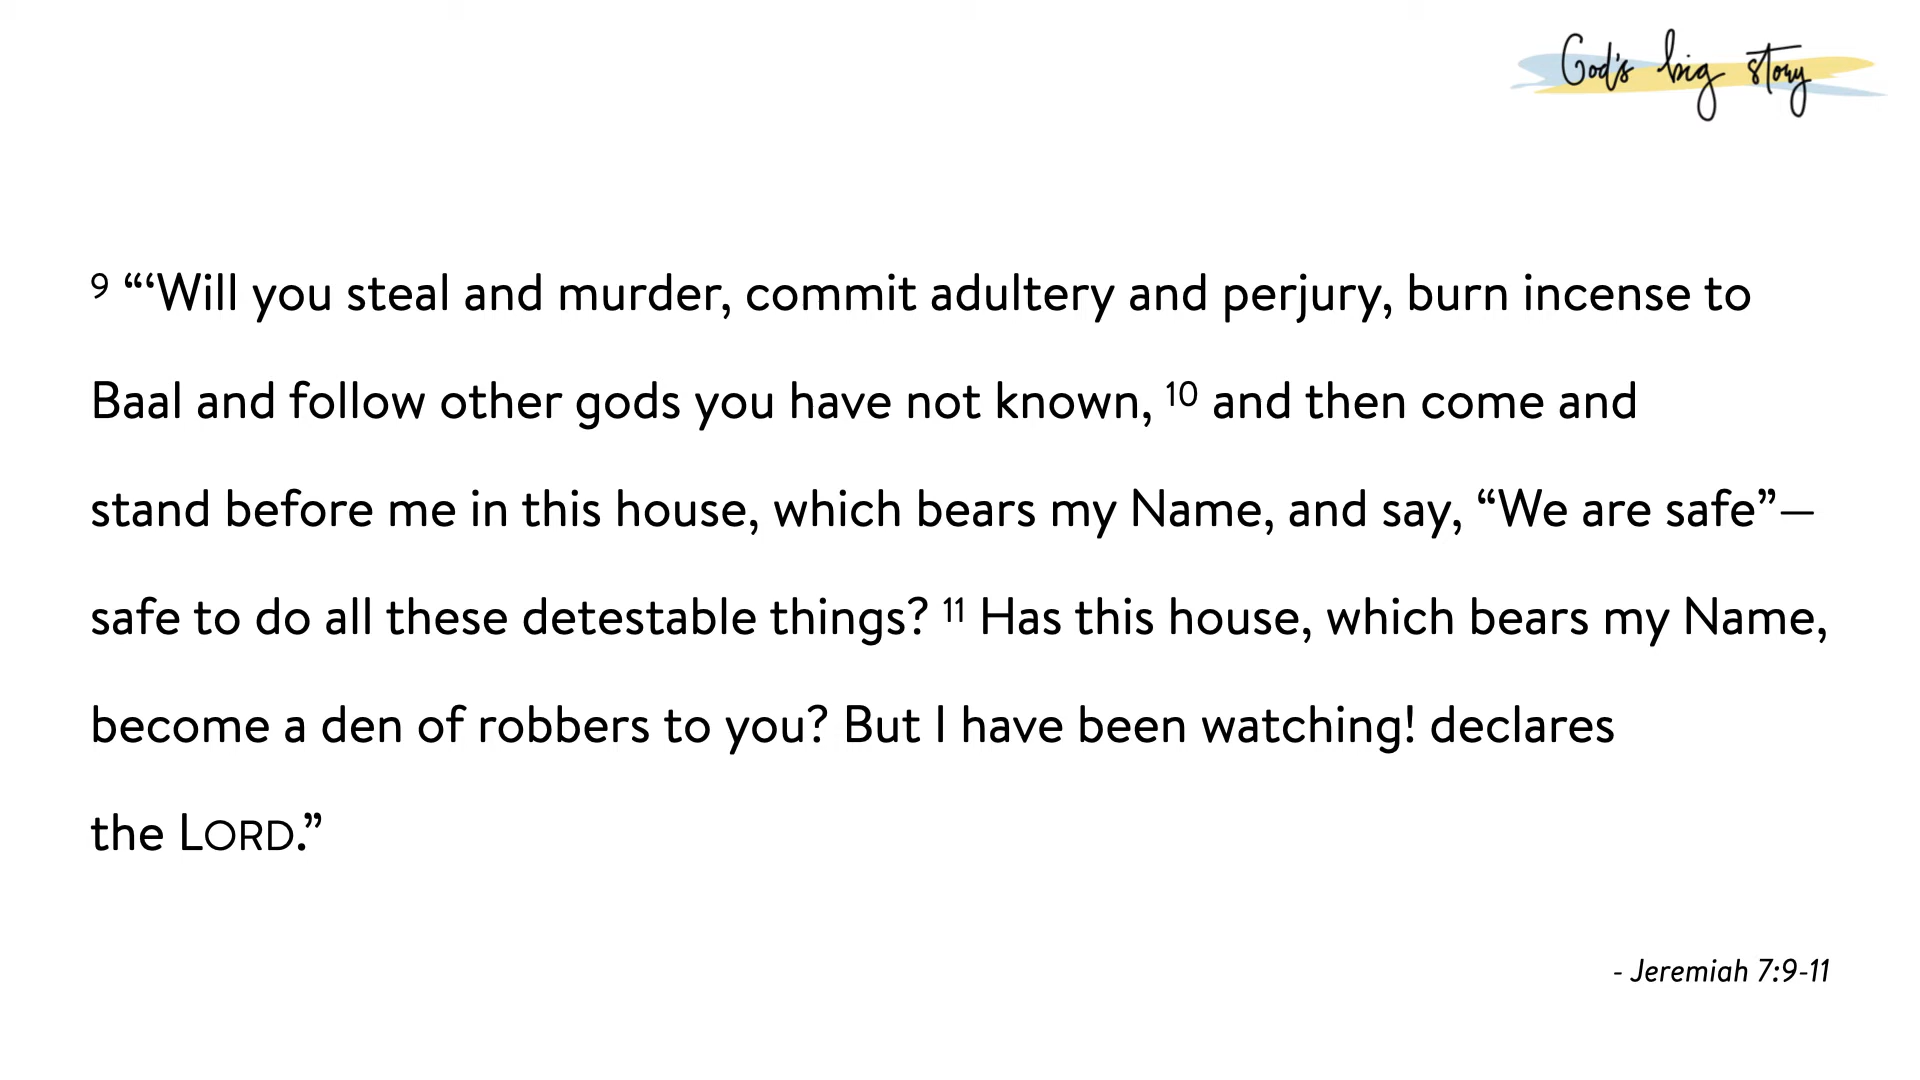 God's big story
⁹ “‘Will you steal and murder, commit adultery and perjury, burn incense to
Baal and follow other gods you have not known, ¹⁰ and then come and
stand before me in this house, which bears my Name, and say, “We are safe”—
safe to do all these detestable things? ¹¹ Has this house, which bears my Name,
become a den of robbers to you? But I have been watching! declares
the LORD.”
- Jeremiah 7:9-11